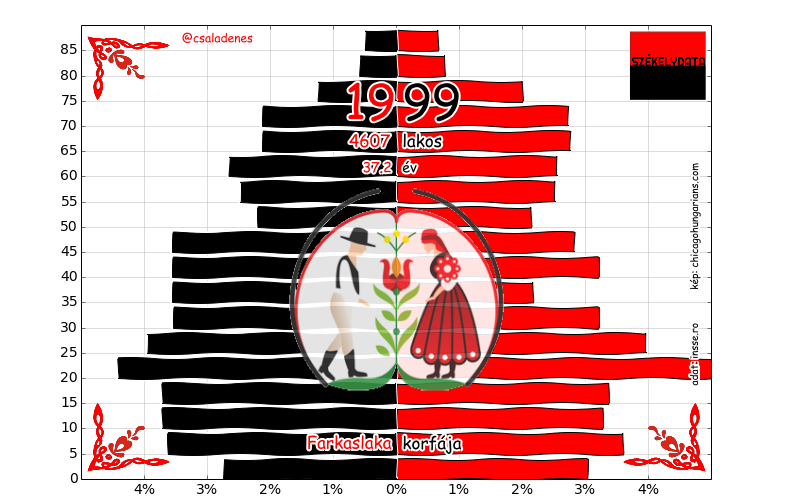 @csaladenes
SZÉKELYDATA
1999
4607 lakos
37.2 év
kép: chicagohungarians.com
adat: insse.ro
Farkaslaka korfája
85
80
75
70
65
60
55
50
45
40
35
30
25
20
15
10
5
0
4% 3% 2% 1% 0% 1% 2% 3% 4%